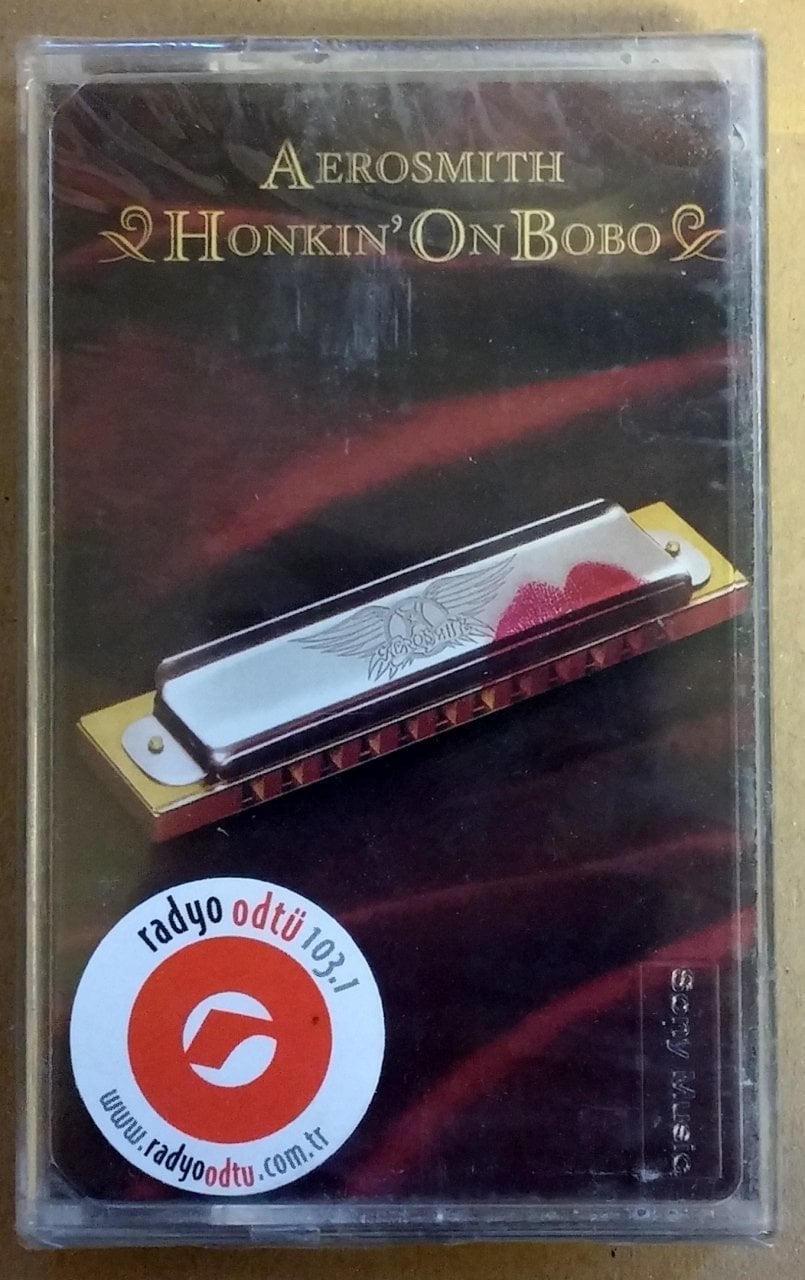 AEROSMITH
HONKIN' ON BOBO
AEROSMITH
radyo odtü 103.1
www.radyoodtu.com.tr
Sony Music